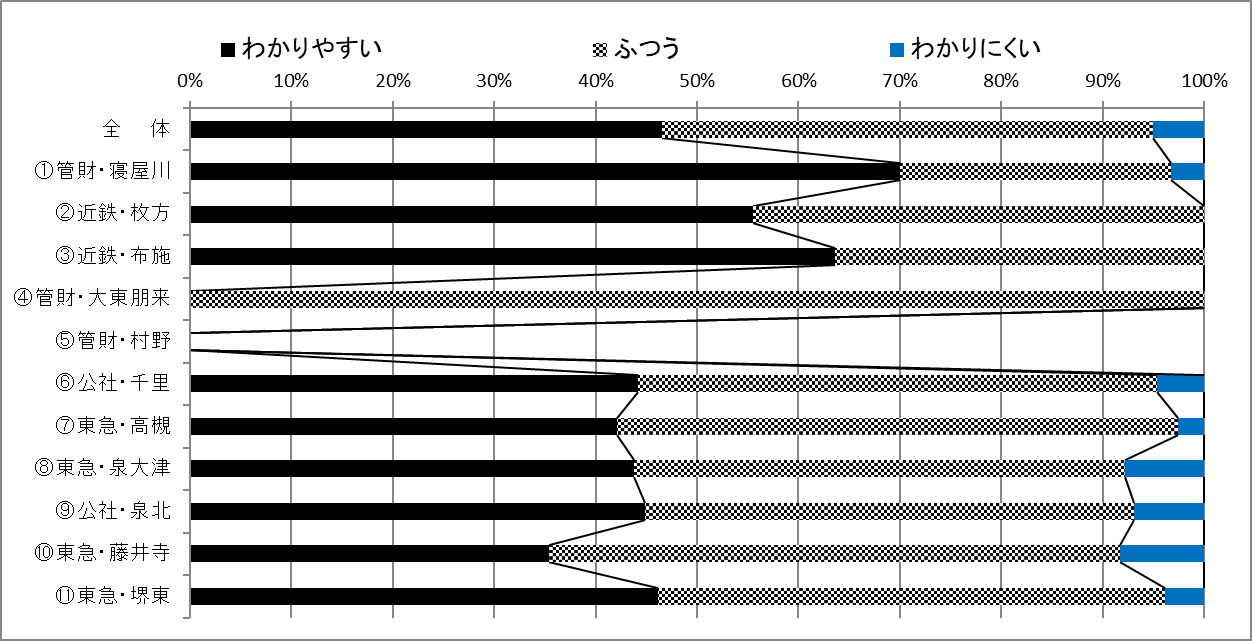 わかりやすい ふつう わかりにくい
0% 10% 20% 30% 40% 50% 60% 70% 80% 90% 100%
全 体
①管財・寝屋川
②近鉄・枚方
③近鉄・布施
④管財・大東朋来
⑤管財・村野
⑥公社・千里
⑦東急・高槻
⑧東急・泉大津
⑨公社・泉北
⑩東急・藤井寺
⑪東急・堺東